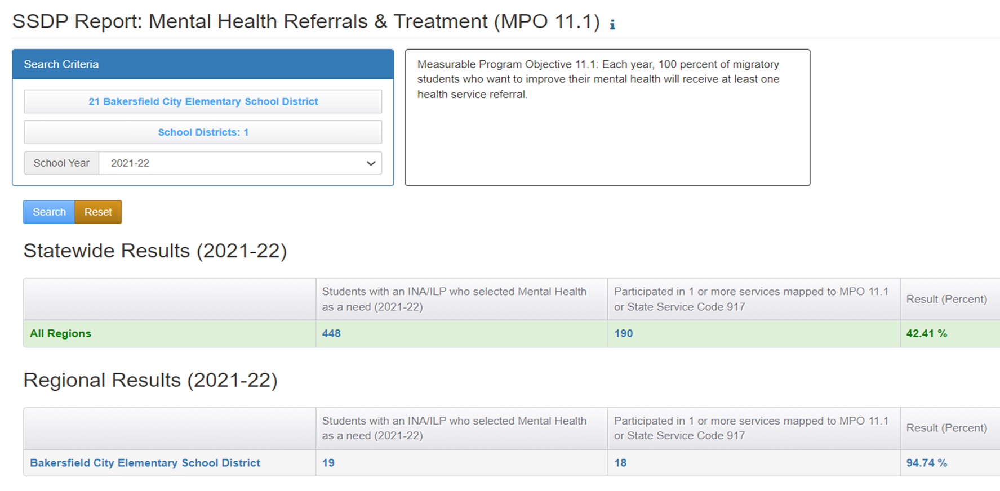 SSDP Report: Mental Health Referrals & Treatment (MPO 11.1) i
Search Criteria
21 Bakersfield City Elementary School District
School Districts: 1
School Year 2021-22
Measurable Program Objective 11.1: Each year, 100 percent of migratory
students who want to improve their mental health will receive at least one
health service referral.
Search Reset
Statewide Results (2021-22)
Students with an INA/ILP who selected Mental Health
as a need (2021-22)
Participated in 1 or more services mapped to MPO 11.1
or State Service Code 917
Result (Percent)
All Regions 448 190 42.41 %
Regional Results (2021-22)
Students with an INA/ILP who selected Mental Health
as a need (2021-22)
Participated in 1 or more services mapped to MPO 11.1
or State Service Code 917
Result (Percent)
Bakersfield City Elementary School District 19 18 94.74 %